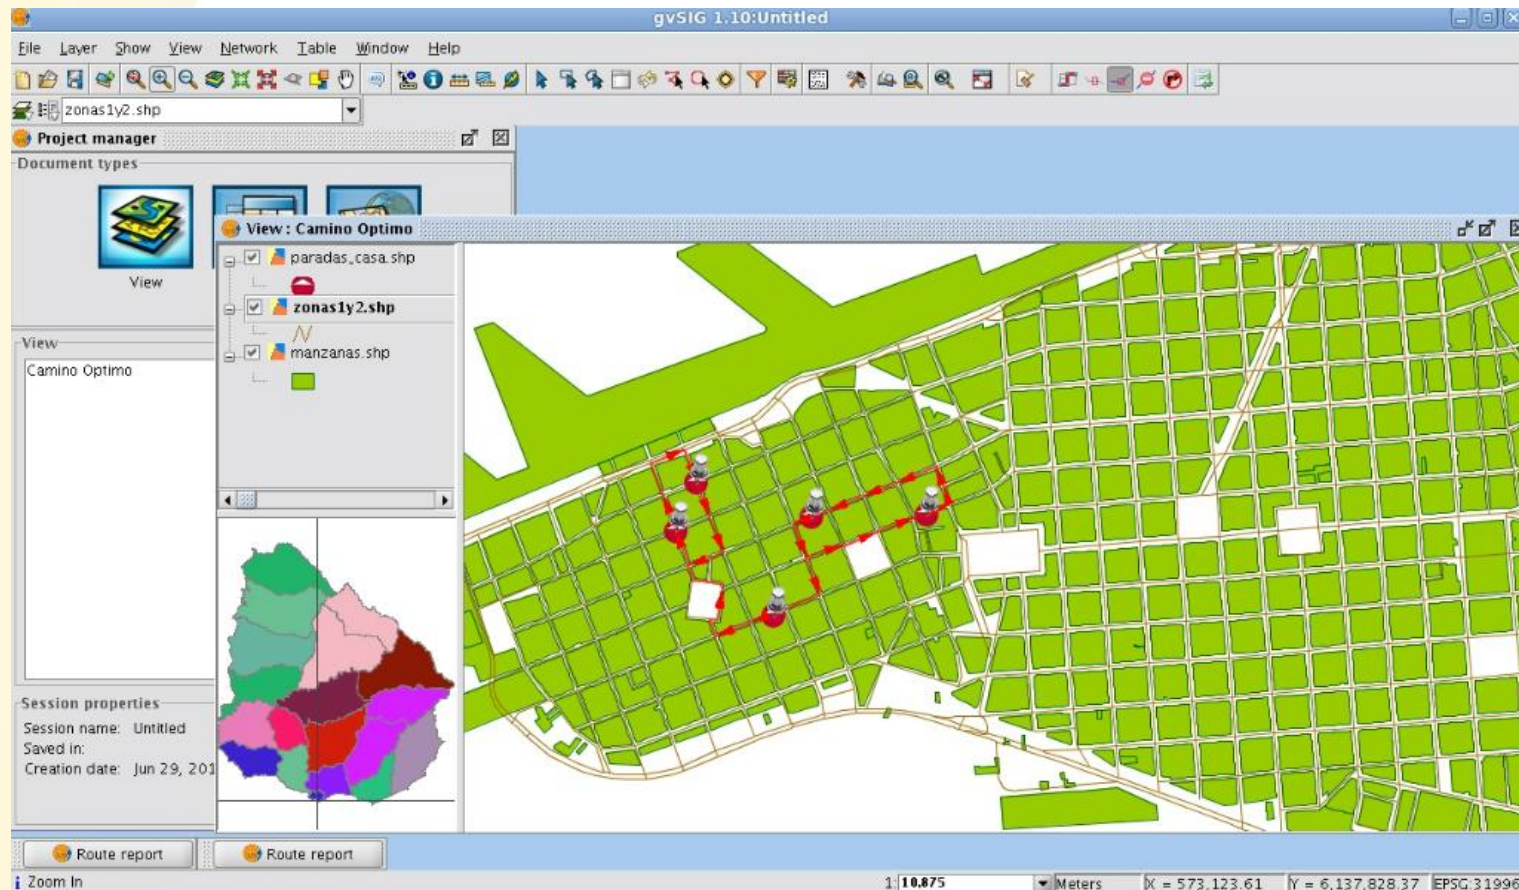 gvSIG 1.10:Untitled
File Layer Show View Network Table Window Help
zonas1y2.shp
Project manager
Document types
View
View : Camino Optimo
paradas_casa.shp
zonas1y2.shp
manzanas.shp
View
Camino Optimo
Session properties
Session name: Untitled
Saved in:
Creation date: Jun 29, 201
Route report Route report
Zoom In 1: 10.875 Meters X = 573,123.61 Y = 6,137,828.37 EPSG:31996